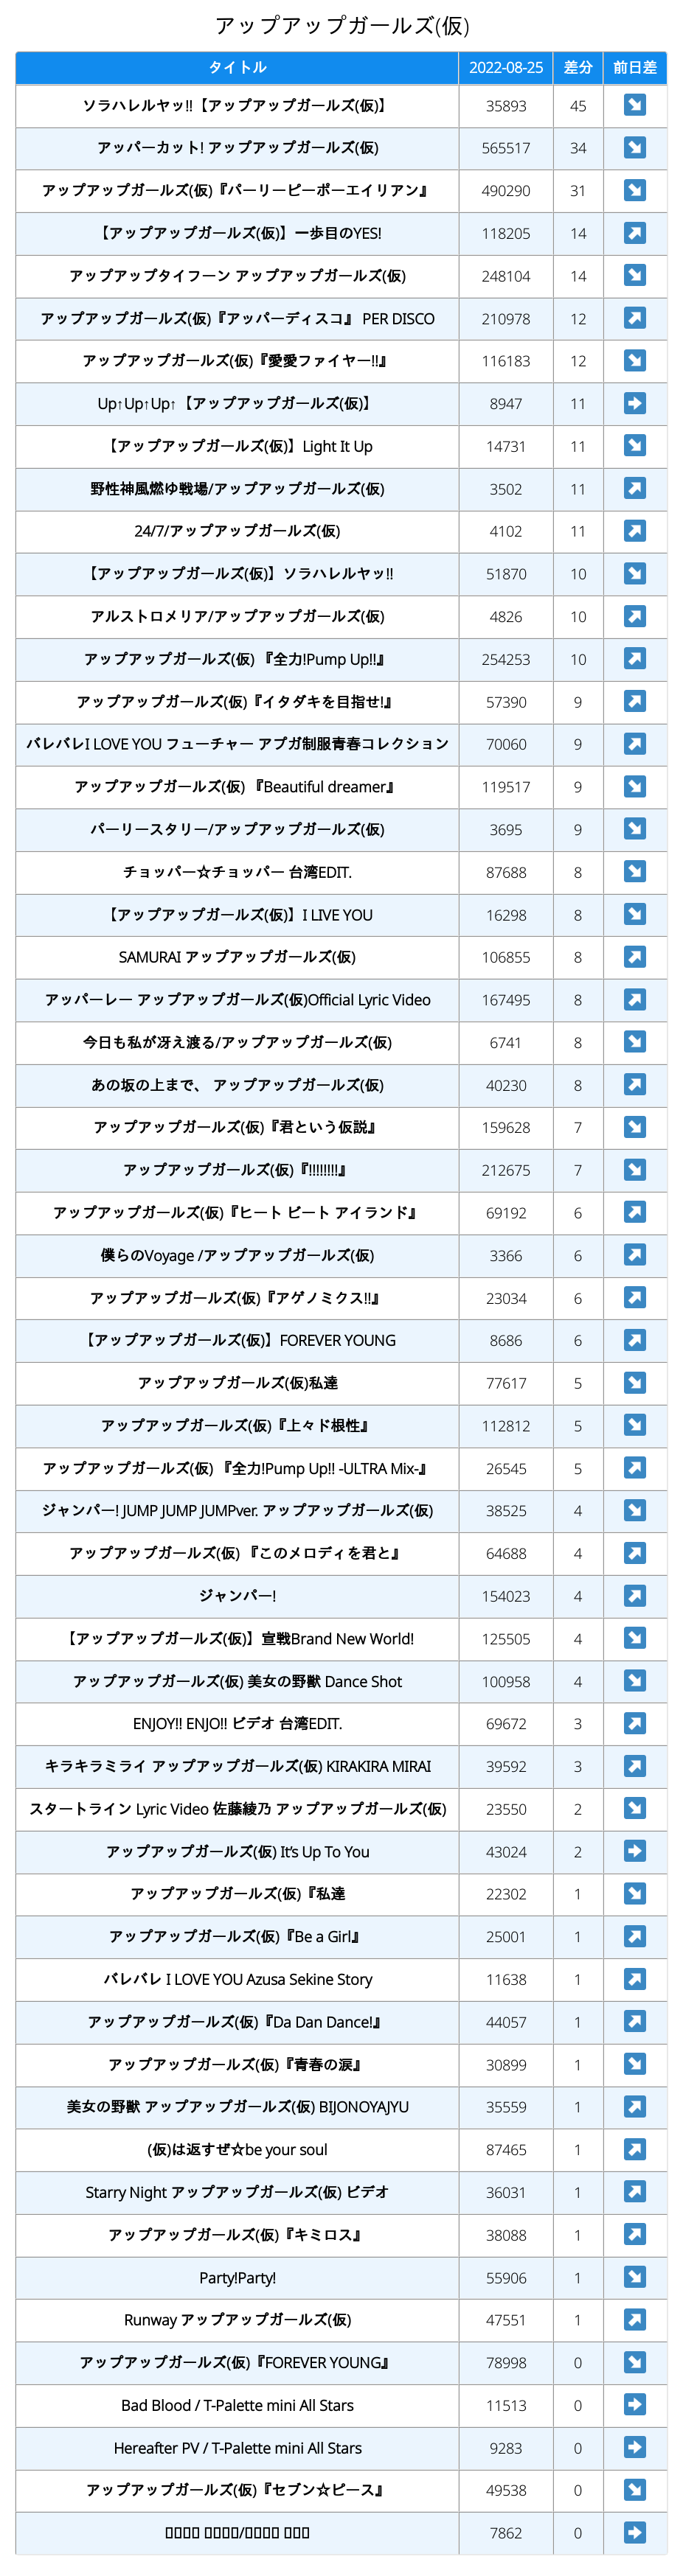 アップアップガールズ(仮)
タイトル 2022-08-25 差分 前日差
ソラハレルヤッ!!【アップアップガールズ(仮)】 35893 45
アッパーカット! アップアップガールズ(仮) 565517 34
アップアップガールズ(仮)『パーリーピーポーエイリアン』 490290 31
【アップアップガールズ(仮)】一歩目のYES! 118205 14
アップアップタイフーン アップアップガールズ(仮) 248104 14
アップアップガールズ(仮)『アッパーディスコ』 PER DISCO 210978 12
アップアップガールズ(仮)『愛愛ファイヤー!!』 116183 12
Up↑Up↑Up↑【アップアップガールズ(仮)】 8947 11
【アップアップガールズ(仮)】Light It Up 14731 11
野性神風燃ゆ戦場/アップアップガールズ(仮) 3502 11
24/7/アップアップガールズ(仮) 4102 11
【アップアップガールズ(仮)】ソラハレルヤッ!! 51870 10
アルストロメリア/アップアップガールズ(仮) 4826 10
アップアップガールズ(仮) 『全力!Pump Up!!』 254253 10
アップアップガールズ(仮)『イタダキを目指せ!』 57390 9
バレバレI LOVE YOU フューチャー アプガ制服青春コレクション 70060 9
アップアップガールズ(仮) 『Beautiful dreamer』 119517 9
パーリースタリー/アップアップガールズ(仮) 3695 9
チョッパー☆チョッパー 台湾EDIT. 87688 8
【アップアップガールズ(仮)】I LIVE YOU 16298 8
SAMURAI アップアップガールズ(仮) 106855 8
アッパーレー アップアップガールズ(仮)Official Lyric Video 167495 8
今日も私が冴え渡る/アップアップガールズ(仮) 6741 8
あの坂の上まで、 アップアップガールズ(仮) 40230 8
アップアップガールズ(仮)『君という仮説』 159628 7
アップアップガールズ(仮)『!!!!!!!!』 212675 7
アップアップガールズ(仮)『ヒート ビート アイランド』 69192 6
僕らのVoyage /アップアップガールズ(仮) 3366 6
アップアップガールズ(仮)『アゲノミクス!!』 23034 6
【アップアップガールズ(仮)】FOREVER YOUNG 8686 6
アップアップガールズ(仮)私達 77617 5
アップアップガールズ(仮)『上々ド根性』 112812 5
アップアップガールズ(仮) 『全力!Pump Up!! -ULTRA Mix-』 26545 5
ジャンパー! JUMP JUMP JUMPver. アップアップガールズ(仮) 38525 4
アップアップガールズ(仮) 『このメロディを君と』 64688 4
ジャンパー! 154023 4
【アップアップガールズ(仮)】宣戦Brand New World! 125505 4
アップアップガールズ(仮) 美女の野獣 Dance Shot 100958 4
ENJOY!! ENJO!! ビデオ 台湾EDIT. 69672 3
キラキラミライ アップアップガールズ(仮) KIRAKIRA MIRAI 39592 3
スタートライン Lyric Video 佐藤綾乃 アップアップガールズ(仮) 23550 2
アップアップガールズ(仮) It’s Up To You 43024 2
アップアップガールズ(仮)『私達 22302 1
アップアップガールズ(仮)『Be a Girl』 25001 1
バレバレ I LOVE YOU Azusa Sekine Story 11638 1
アップアップガールズ(仮)『Da Dan Dance!』 44057 1
アップアップガールズ(仮)『青春の涙』 30899 1
美女の野獣 アップアップガールズ(仮) BIJONOYAJYU 35559 1
(仮)は返すぜ☆be your soul 87465 1
Starry Night アップアップガールズ(仮) ビデオ 36031 1
アップアップガールズ(仮)『キミロス』 38088 1
Party!Party! 55906 1
Runway アップアップガールズ(仮) 47551 1
アップアップガールズ(仮)『FOREVER YOUNG』 78998 0
Bad Blood / T-Palette mini All Stars 11513 0
Hereafter PV / T-Palette mini All Stars 9283 0
アップアップガールズ(仮)『セブン☆ピース』 49538 0
7862 0